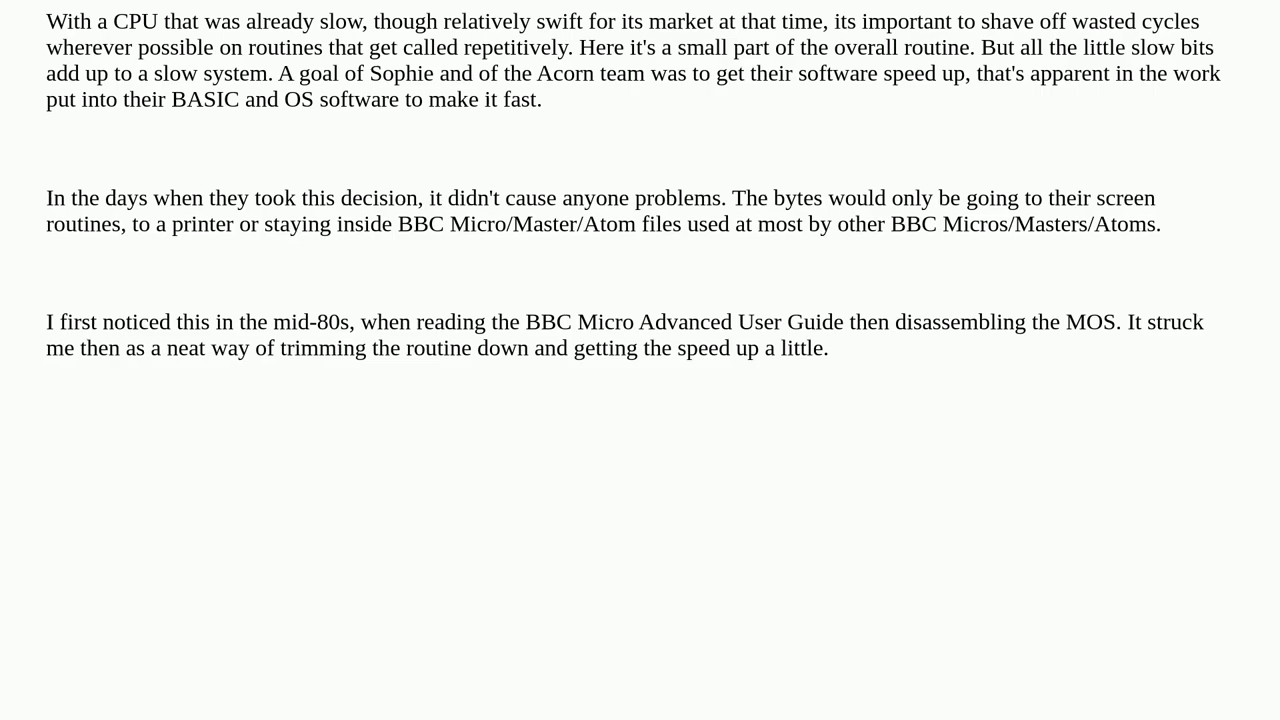 With a CPU that was already slow, though relatively swift for its market at that time, its important to shave off wasted cycles
wherever possible on routines that get called repetitively. Here it's a small part of the overall routine. But all the little slow bits
add up to a slow system. A goal of Sophie and of the Acorn team was to get their software speed up, that's apparent in the work
put into their BASIC and OS software to make it fast.
In the days when they took this decision, it didn't cause anyone problems. The bytes would only be going to their screen
routines, to a printer or staying inside BBC Micro/Master/Atom files used at most by other BBC Micros/Masters/Atoms.
I first noticed this in the mid-80s, when reading the BBC Micro Advanced User Guide then disassembling the MOS. It struck
me then as a neat way of trimming the routine down and getting the speed up a little.